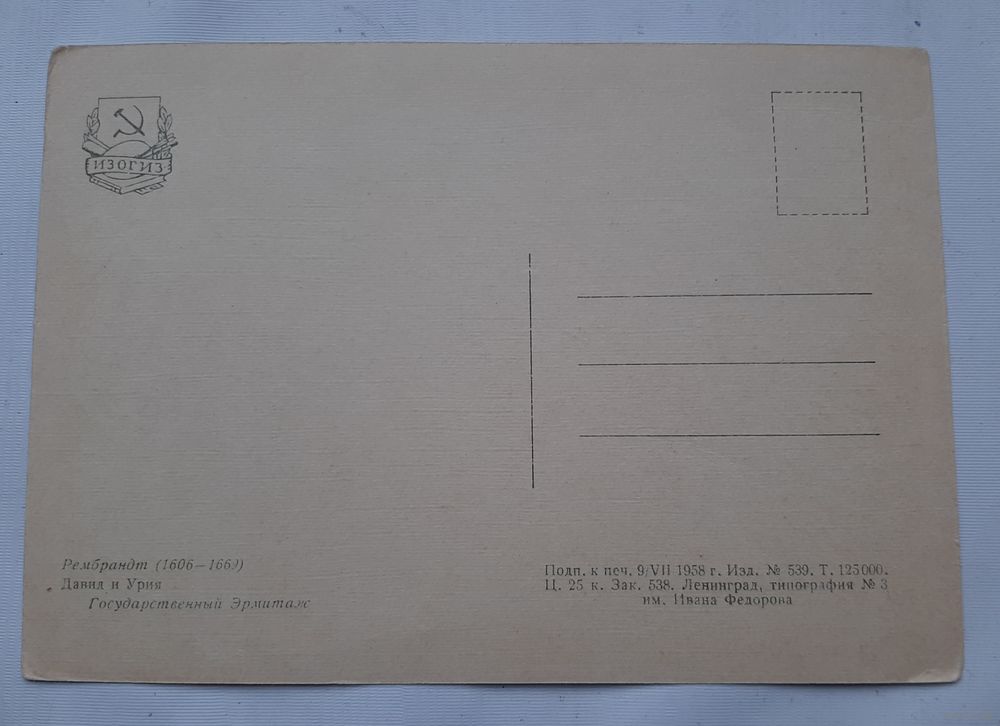 ИЗОГИЗ
Рембрандт (1606—1669)
Давид и Урия
Государственный Эрмитаж
Подп. к печ. 9/VII 1958 г. Изд. № 539. Т. 125000.
Ц. 25 к. Зак. 538. Ленинград, типография № 3
им. Ивана Федорова